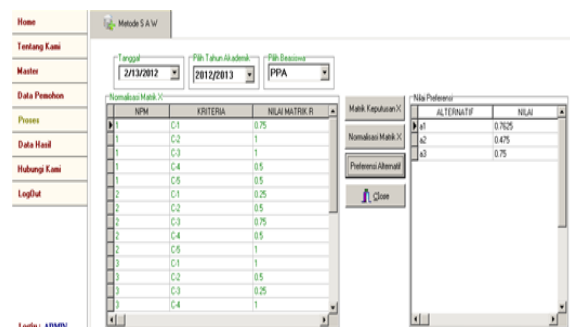 Home
Tentang Kami
Master
Data Pemohon
Proses
Data Hasil
Hubungi Kami
LogOut
Login : ADMIN
Metode S A W
Tanggal
2/13/2012
Pilih Tahun Akademik
2012/2013
Pilih Beasiswa
PPA
Normalisasi Matrik X
NPM KRITERIA NILAI MATRIK R
1 C-1 0.75
1 C-2 1
1 C-3 1
1 C-4 0.5
1 C-5 0.5
2 C-1 0.25
2 C-2 0.5
2 C-3 0.75
2 C-4 0.5
2 C-5 1
3 C-1 1
3 C-2 0.5
3 C-3 0.25
3 C-4 1
Matrik Keputusan X
Normalisasi Matrik X
Preferensi Alternatif
Close
Nilai Preferensi
ALTERNATIF NILAI
a1 0.7625
a2 0.475
a3 0.75